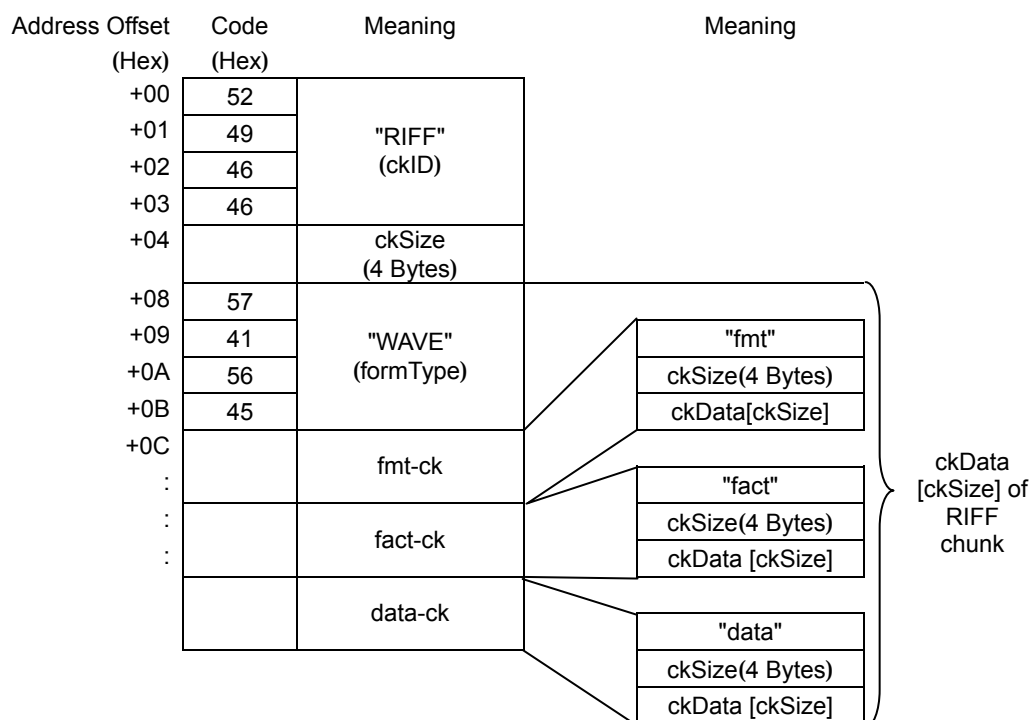 Address Offset Code Meaning Meaning
(Hex) (Hex)
+00 52
+01 49 "RIFF"
+02 46 (ckID)
+03 46
+04 ckSize
(4 Bytes)
+08 57
+09 41 "WAVE" "fmt"
+0A 56 (formType) ckSize(4 Bytes)
+0B 45 ckData[ckSize]
+0C fmt-ck
: "fact"
: fact-ck ckSize(4 Bytes)
: ckData [ckSize]
data-ck "data"
ckSize(4 Bytes)
ckData [ckSize]
ckData
[ckSize] of
RIFF
chunk